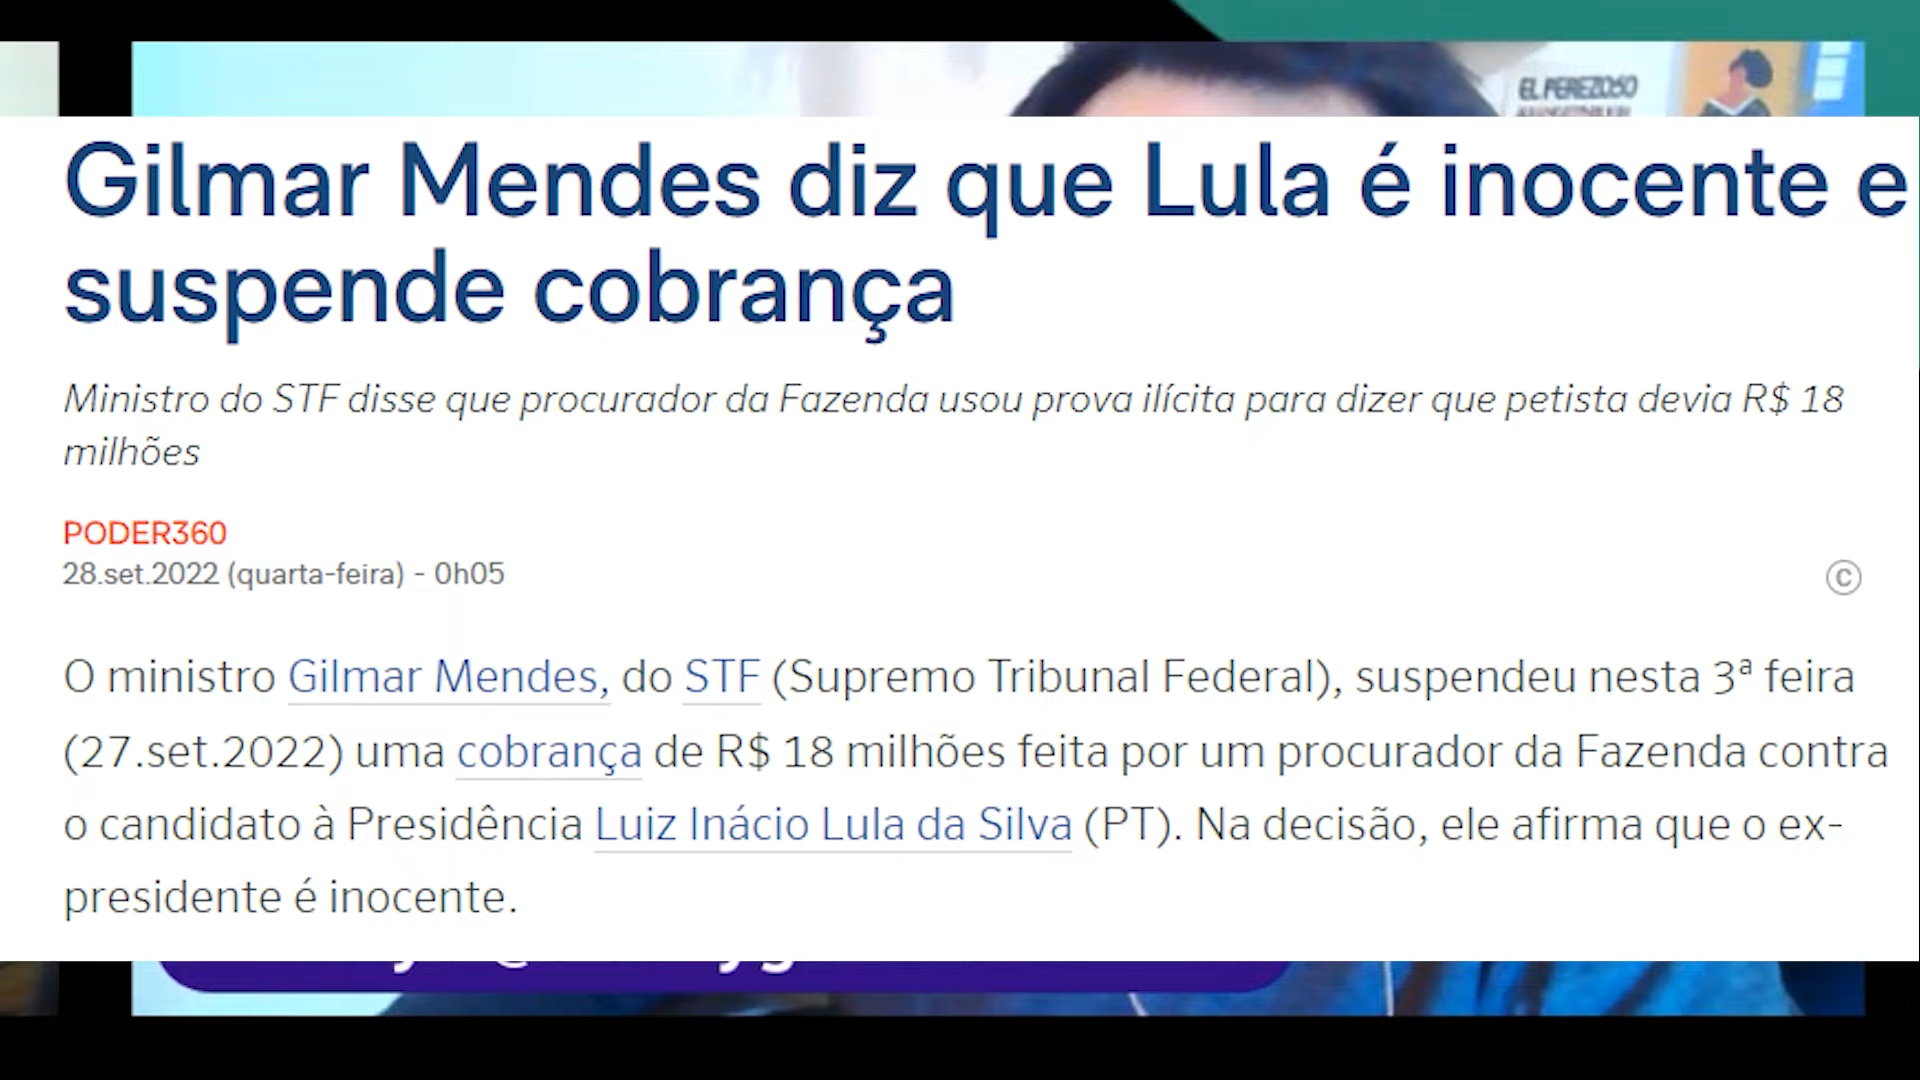 EL PEREZOSO
Gilmar Mendes diz que Lula é inocente e
suspende cobrança
Ministro do STF disse que procurador da Fazenda usou prova ilícita para dizer que petista devia R$ 18
milhões
PODER360
28.set.2022 (quarta-feira) - 0h05
©
O ministro Gilmar Mendes, do STF (Supremo Tribunal Federal), suspendeu nesta 3ª feira
(27.set.2022) uma cobrança de R$ 18 milhões feita por um procurador da Fazenda contra
o candidato à Presidência Luiz Inácio Lula da Silva (PT). Na decisão, ele afirma que o ex-
presidente é inocente.